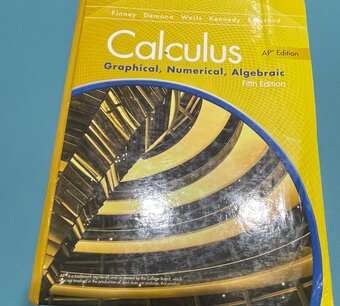 Finney Demana Waits Kennedy Bressoud
Calculus
AP* Edition
Graphical, Numerical, Algebraic
Fifth Edition